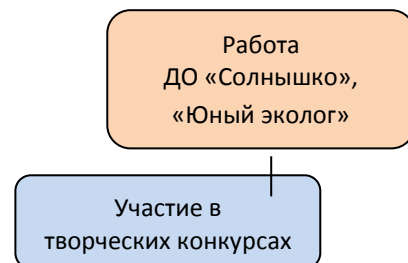 Работа
ДО «Солнышко»,
«Юный эколог»
Участие в
творческих конкурсах